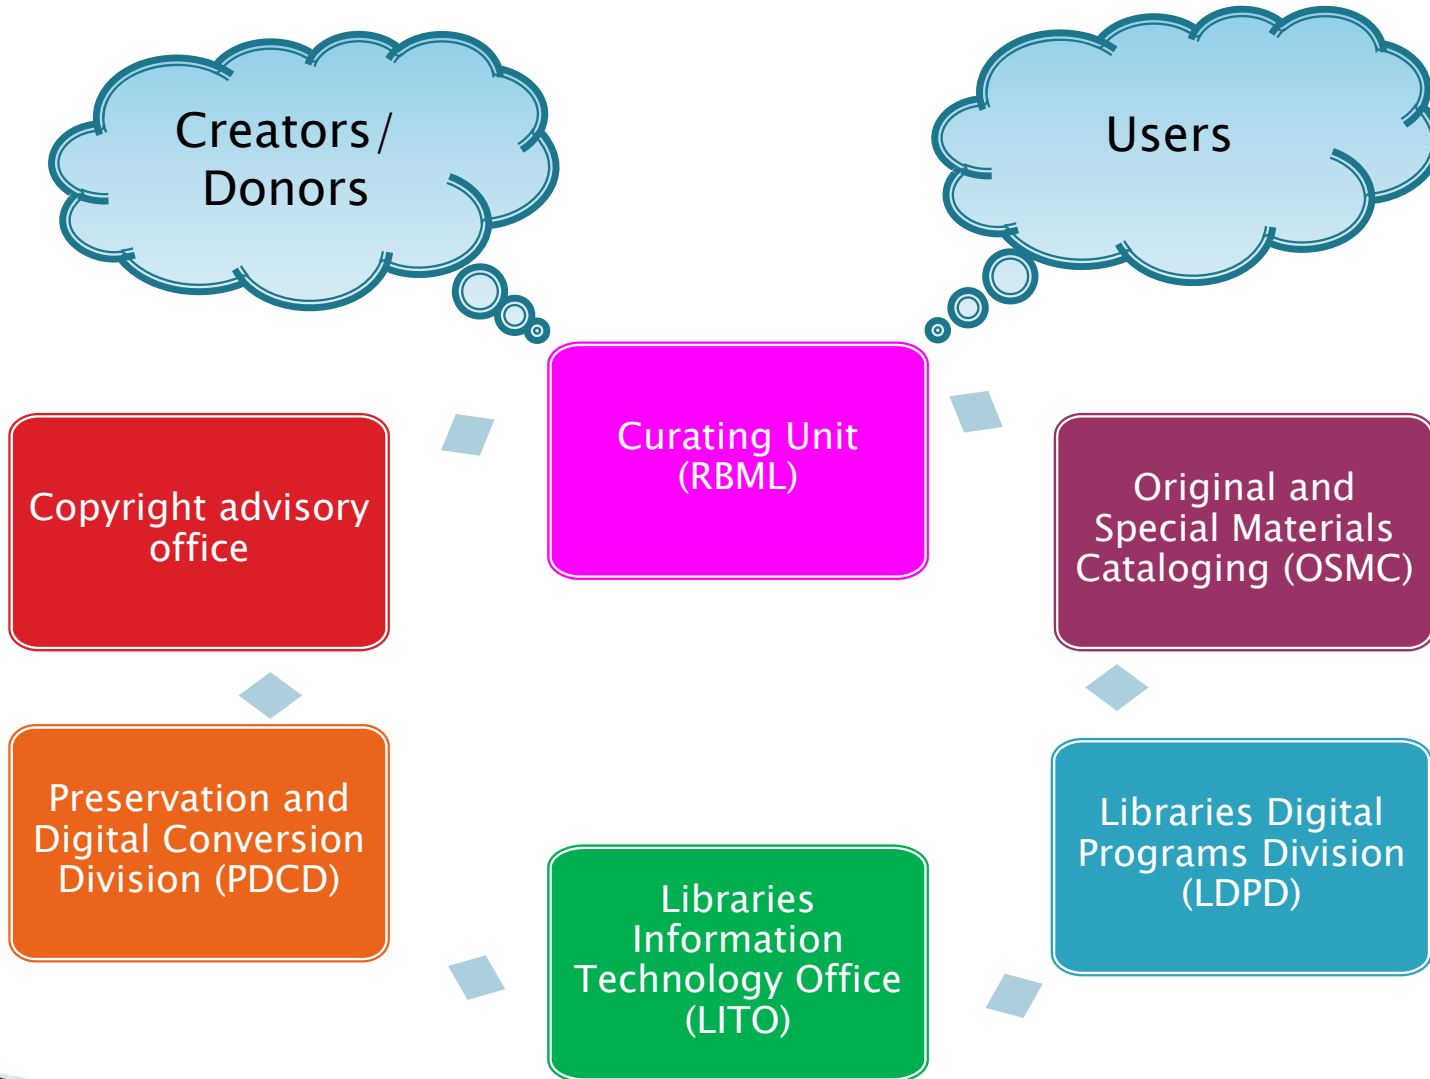 Creators/
Donors
Users
Curating Unit
(RBML)
Copyright advisory
office
Original and
Special Materials
Cataloging (OSMC)
Preservation and
Digital Conversion
Division (PDCD)
Libraries Digital
Programs Division
(LDPD)
Libraries
Information
Technology Office
(LITO)